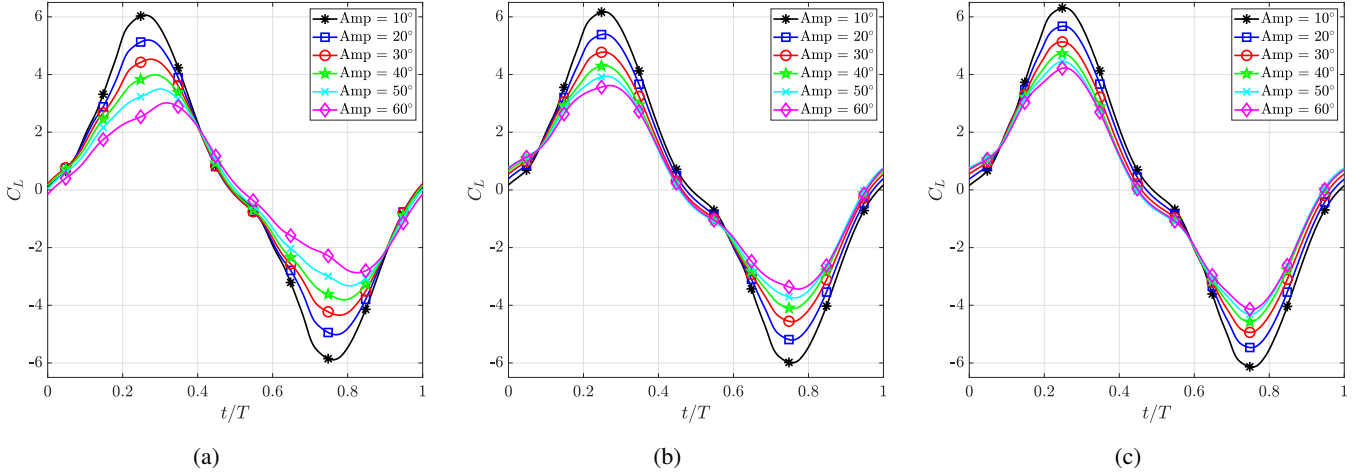 Amp = 10°
Amp = 20°
Amp = 30°
Amp = 40°
Amp = 50°
Amp = 60°
6
4
2
0
-2
-4
-6
C_L
0 0.2 0.4 0.6 0.8 1
t/T
(a)
Amp = 10°
Amp = 20°
Amp = 30°
Amp = 40°
Amp = 50°
Amp = 60°
6
4
2
0
-2
-4
-6
C_L
0 0.2 0.4 0.6 0.8 1
t/T
(b)
Amp = 10°
Amp = 20°
Amp = 30°
Amp = 40°
Amp = 50°
Amp = 60°
6
4
2
0
-2
-4
-6
C_L
0 0.2 0.4 0.6 0.8 1
t/T
(c)